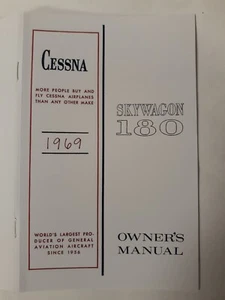 CESSNA
MORE PEOPLE BUY AND
FLY CESSNA AIRPLANES
THAN ANY OTHER MAKE
1969
WORLD'S LARGEST PRO-
DUCER OF GENERAL
AVIATION AIRCRAFT
SINCE 1956
SKYWAGON
180
OWNER'S
MANUAL